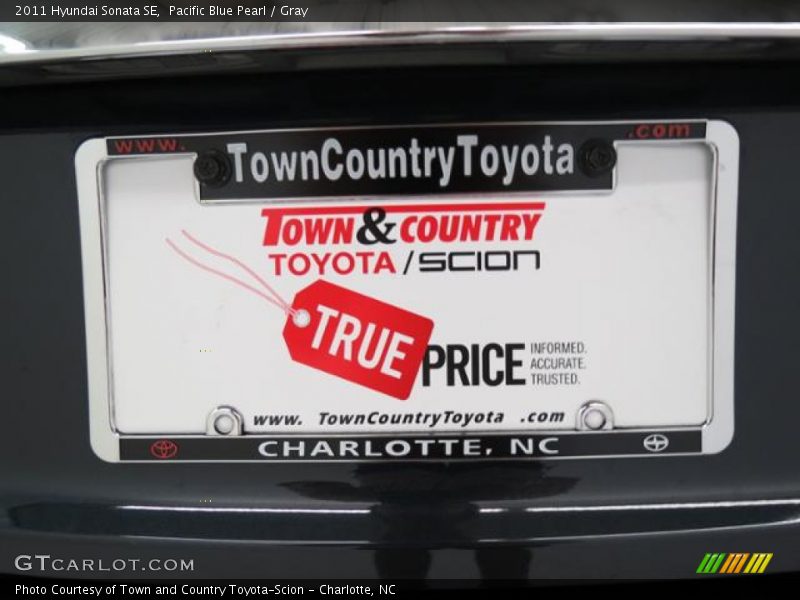 2011 Hyundai Sonata SE, Pacific Blue Pearl / Gray
www. .com
TownCountryToyota
TOWN & COUNTRY
TOYOTA / SCION
TRUE PRICE
INFORMED.
ACCURATE.
TRUSTED.
www. TownCountryToyota .com
CHARLOTTE, NC
GTCARLOT.COM
Photo Courtesy of Town and Country Toyota-Scion - Charlotte, NC